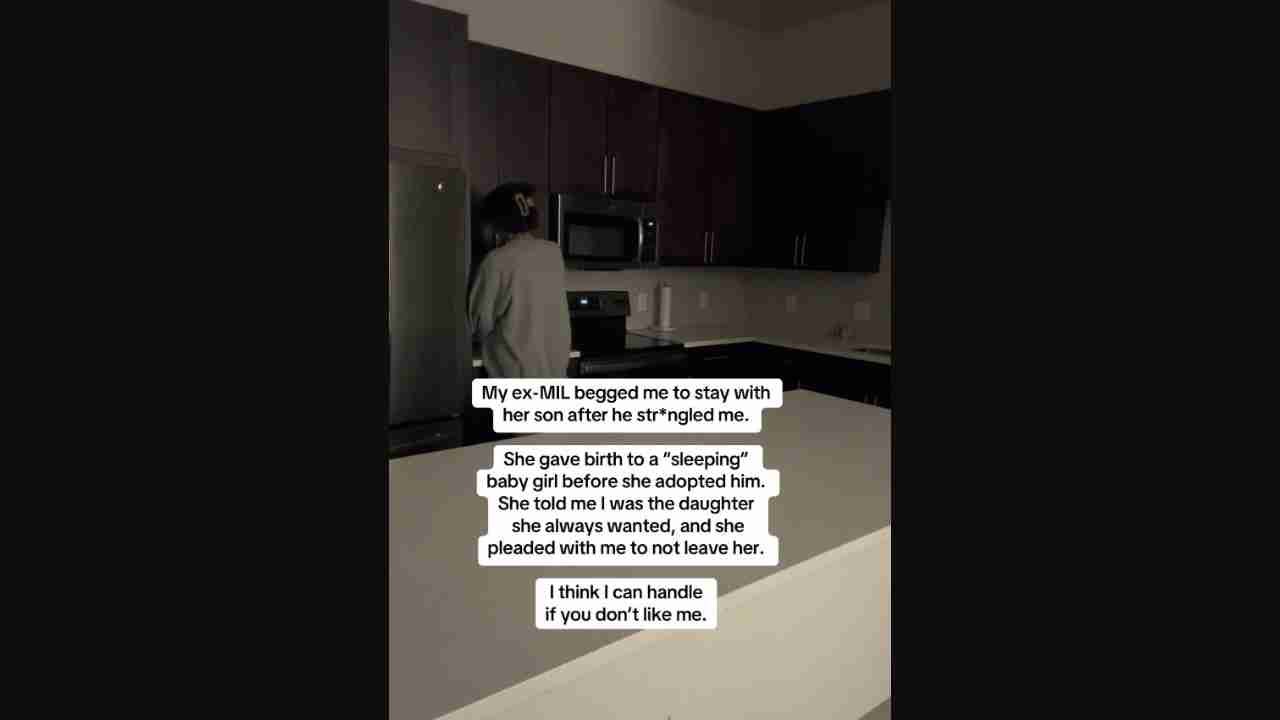 My ex-MIL begged me to stay with
her son after he str*ngled me.
She gave birth to a “sleeping”
baby girl before she adopted him.
She told me I was the daughter
she always wanted, and she
pleaded with me to not leave her.
I think I can handle
if you don’t like me.